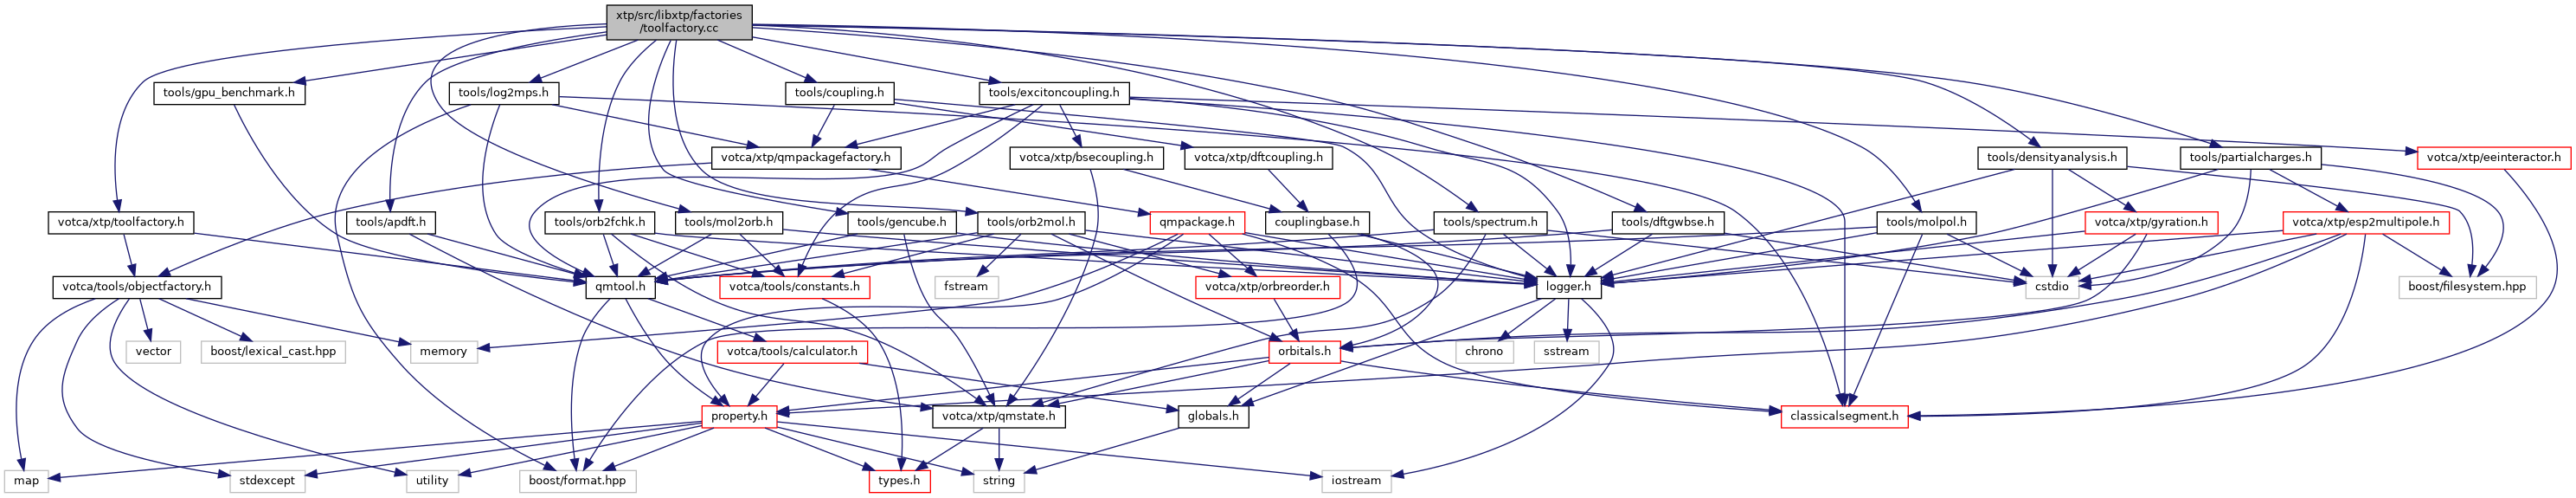 xtp/src/libxtp/factories
/toolfactory.cc
tools/gpu_benchmark.h
tools/log2mps.h
tools/coupling.h
tools/excitoncoupling.h
votca/xtp/qmpackagefactory.h
votca/xtp/bsecoupling.h
votca/xtp/dftcoupling.h
tools/densityanalysis.h
tools/partialcharges.h
votca/xtp/eeinteractor.h
votca/xtp/toolfactory.h
tools/apdft.h
tools/orb2fchk.h
tools/mol2orb.h
tools/gencube.h
tools/orb2mol.h
qmpackage.h
couplingbase.h
tools/spectrum.h
tools/dftgwbse.h
tools/molpol.h
votca/xtp/gyration.h
votca/xtp/esp2multipole.h
votca/tools/objectfactory.h
qmtool.h
votca/tools/constants.h
fstream
votca/xtp/orbreorder.h
logger.h
cstdio
boost/filesystem.hpp
vector
boost/lexical_cast.hpp
memory
votca/tools/calculator.h
orbitals.h
chrono
sstream
property.h
votca/xtp/qmstate.h
globals.h
classicalsegment.h
map
stdexcept
utility
boost/format.hpp
types.h
string
iostream